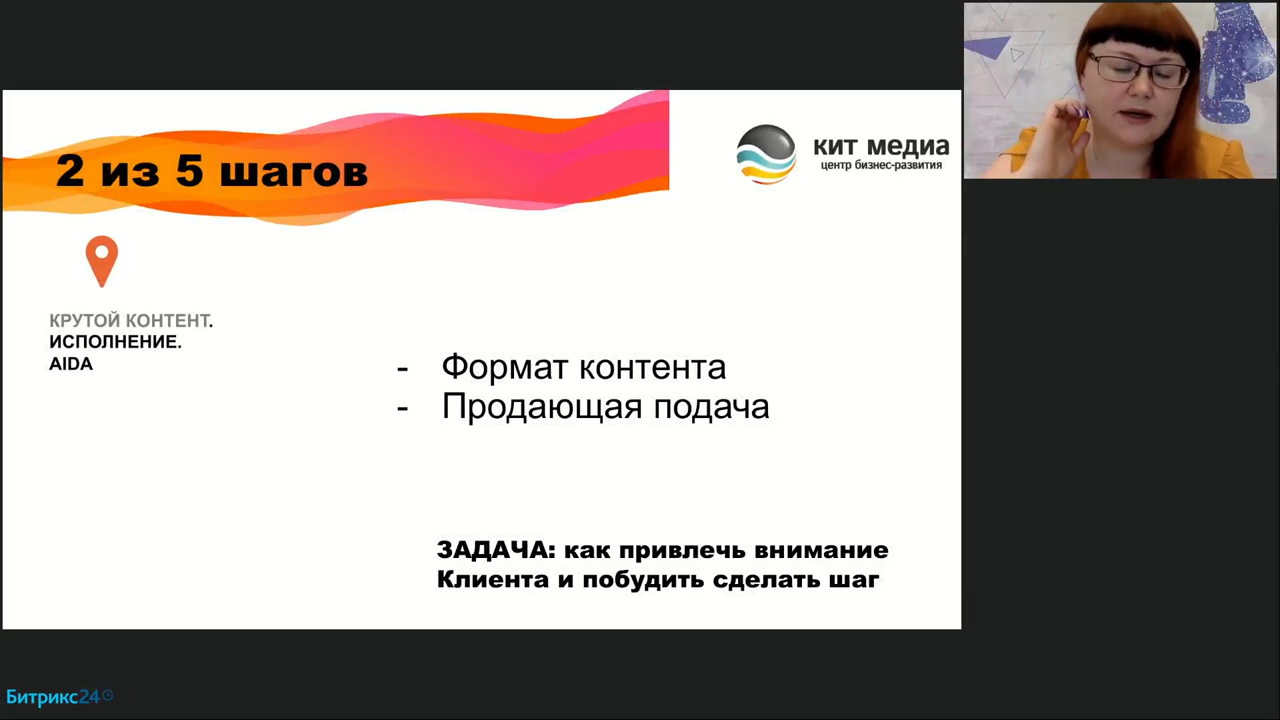 2 из 5 шагов
кит медиа
центр бизнес-развития
КРУТОЙ КОНТЕНТ.
ИСПОЛНЕНИЕ.
AIDA
- Формат контента
- Продающая подача
ЗАДАЧА: как привлечь внимание
Клиента и побудить сделать шаг
Битрикс24